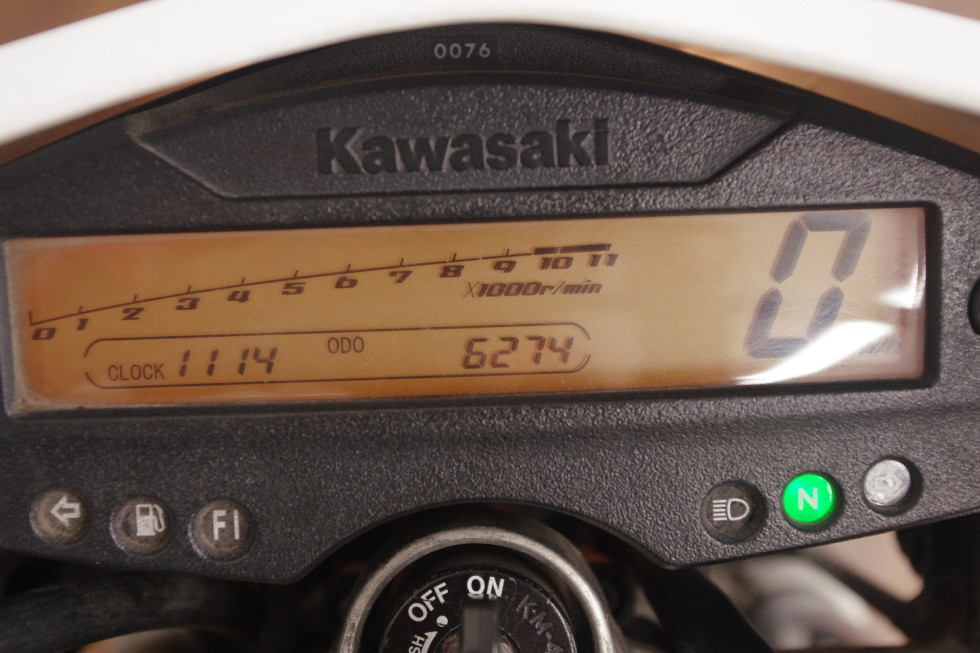 0076
Kawasaki
0 1 2 3 4 5 6 7 8 9 10 11
X1000r/min
CLOCK 11 14 ODO 6274
0
FI
N
OFF ON